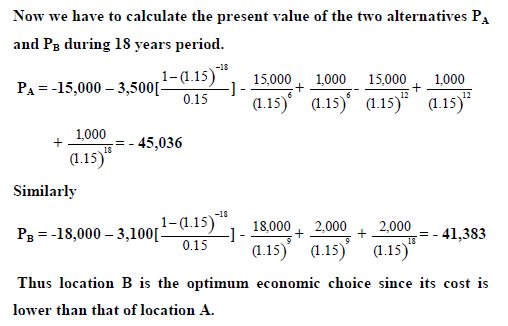 Now we have to calculate the present value of the two alternatives P_A
and P_B during 18 years period.
P_A = -15,000 – 3,500[\frac{1-(1.15)^{-18}}{0.15}] - \frac{15,000}{(1.15)^6} + \frac{1,000}{(1.15)^6} - \frac{15,000}{(1.15)^{12}} + \frac{1,000}{(1.15)^{12}}
+ \frac{1,000}{(1.15)^{18}} = - 45,036
Similarly
P_B = -18,000 – 3,100[\frac{1-(1.15)^{-18}}{0.15}] - \frac{18,000}{(1.15)^9} + \frac{2,000}{(1.15)^9} + \frac{2,000}{(1.15)^{18}} = - 41,383
Thus location B is the optimum economic choice since its cost is
lower than that of location A.